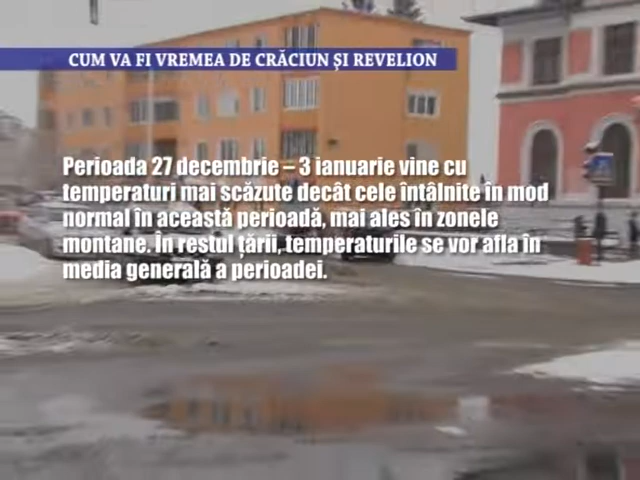 CUM VA FI VREMEA DE CRĂCIUN ŞI REVELION
Perioada 27 decembrie – 3 ianuarie vine cu
temperaturi mai scăzute decât cele întâlnite în mod
normal în această perioadă, mai ales în zonele
montane. În restul ţării, temperaturile se vor afla în
media generală a perioadei.